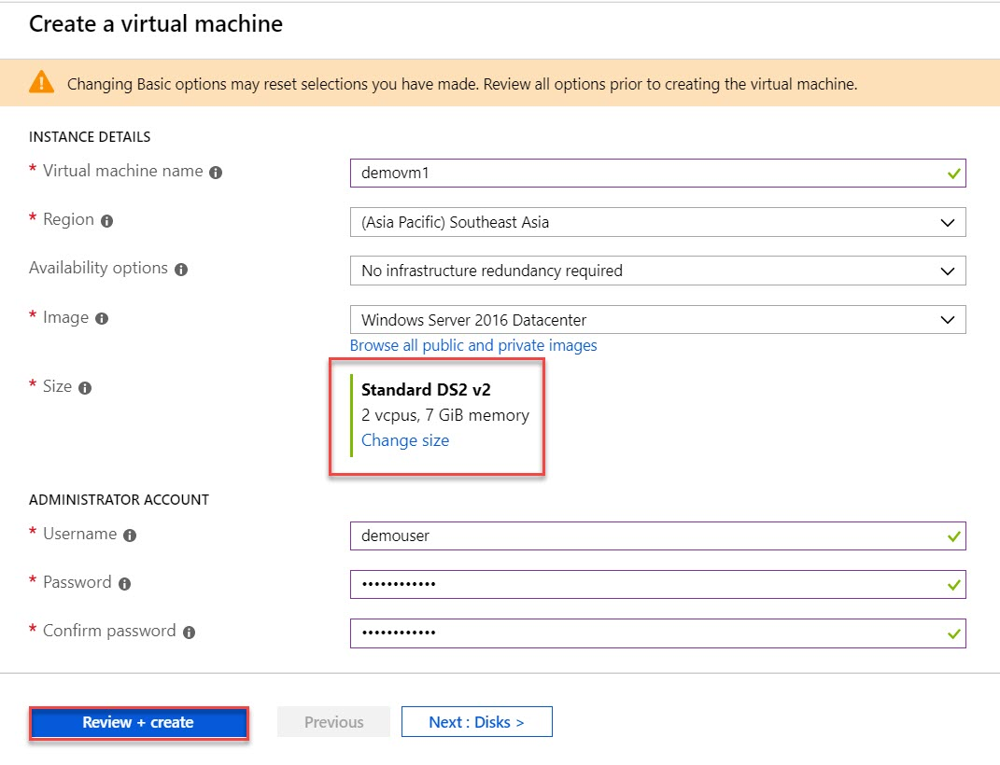 Create a virtual machine
Changing Basic options may reset selections you have made. Review all options prior to creating the virtual machine.
INSTANCE DETAILS
* Virtual machine name
demovm1
* Region
(Asia Pacific) Southeast Asia
Availability options
No infrastructure redundancy required
* Image
Windows Server 2016 Datacenter
Browse all public and private images
* Size
Standard DS2 v2
2 vcpus, 7 GiB memory
Change size
ADMINISTRATOR ACCOUNT
* Username
demouser
* Password
••••••••••••
* Confirm password
••••••••••••
Review + create
Previous
Next : Disks >